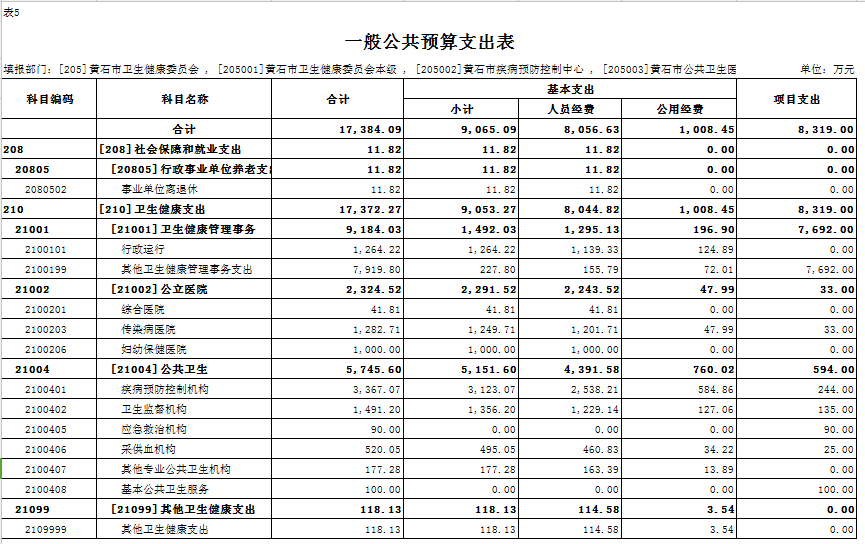 表5
一般公共预算支出表
填报部门：[205]黄石市卫生健康委员会 ，[205001]黄石市卫生健康委员会本级 ，[205002]黄石市疾病预防控制中心 ，[205003]黄石市公共卫生医 单位：万元
科目编码 科目名称 合计 基本支出 项目支出
小计 人员经费 公用经费
合计 17,384.09 9,065.09 8,056.63 1,008.45 8,319.00
208 [208]社会保障和就业支出 11.82 11.82 11.82 0.00 0.00
20805 [20805]行政事业单位养老支 11.82 11.82 11.82 0.00 0.00
2080502 事业单位离退休 11.82 11.82 11.82 0.00 0.00
210 [210]卫生健康支出 17,372.27 9,053.27 8,044.82 1,008.45 8,319.00
21001 [21001]卫生健康管理事务 9,184.03 1,492.03 1,295.13 196.90 7,692.00
2100101 行政运行 1,264.22 1,264.22 1,139.33 124.89 0.00
2100199 其他卫生健康管理事务支出 7,919.80 227.80 155.79 72.01 7,692.00
21002 [21002]公立医院 2,324.52 2,291.52 2,243.52 47.99 33.00
2100201 综合医院 41.81 41.81 41.81 0.00 0.00
2100203 传染病医院 1,282.71 1,249.71 1,201.71 47.99 33.00
2100206 妇幼保健医院 1,000.00 1,000.00 1,000.00 0.00 0.00
21004 [21004]公共卫生 5,745.60 5,151.60 4,391.58 760.02 594.00
2100401 疾病预防控制机构 3,367.07 3,123.07 2,538.21 584.86 244.00
2100402 卫生监督机构 1,491.20 1,356.20 1,229.14 127.06 135.00
2100405 应急救治机构 90.00 0.00 0.00 0.00 90.00
2100406 采供血机构 520.05 495.05 460.83 34.22 25.00
2100407 其他专业公共卫生机构 177.28 177.28 163.39 13.89 0.00
2100408 基本公共卫生服务 100.00 0.00 0.00 0.00 100.00
21099 [21099]其他卫生健康支出 118.13 118.13 114.58 3.54 0.00
2109999 其他卫生健康支出 118.13 118.13 114.58 3.54 0.00